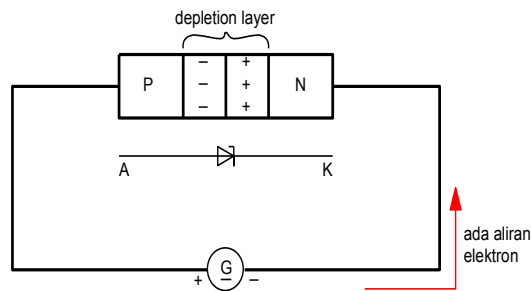 depletion layer
P – + N
– +
– +
A K
ada aliran
elektron
+ G –